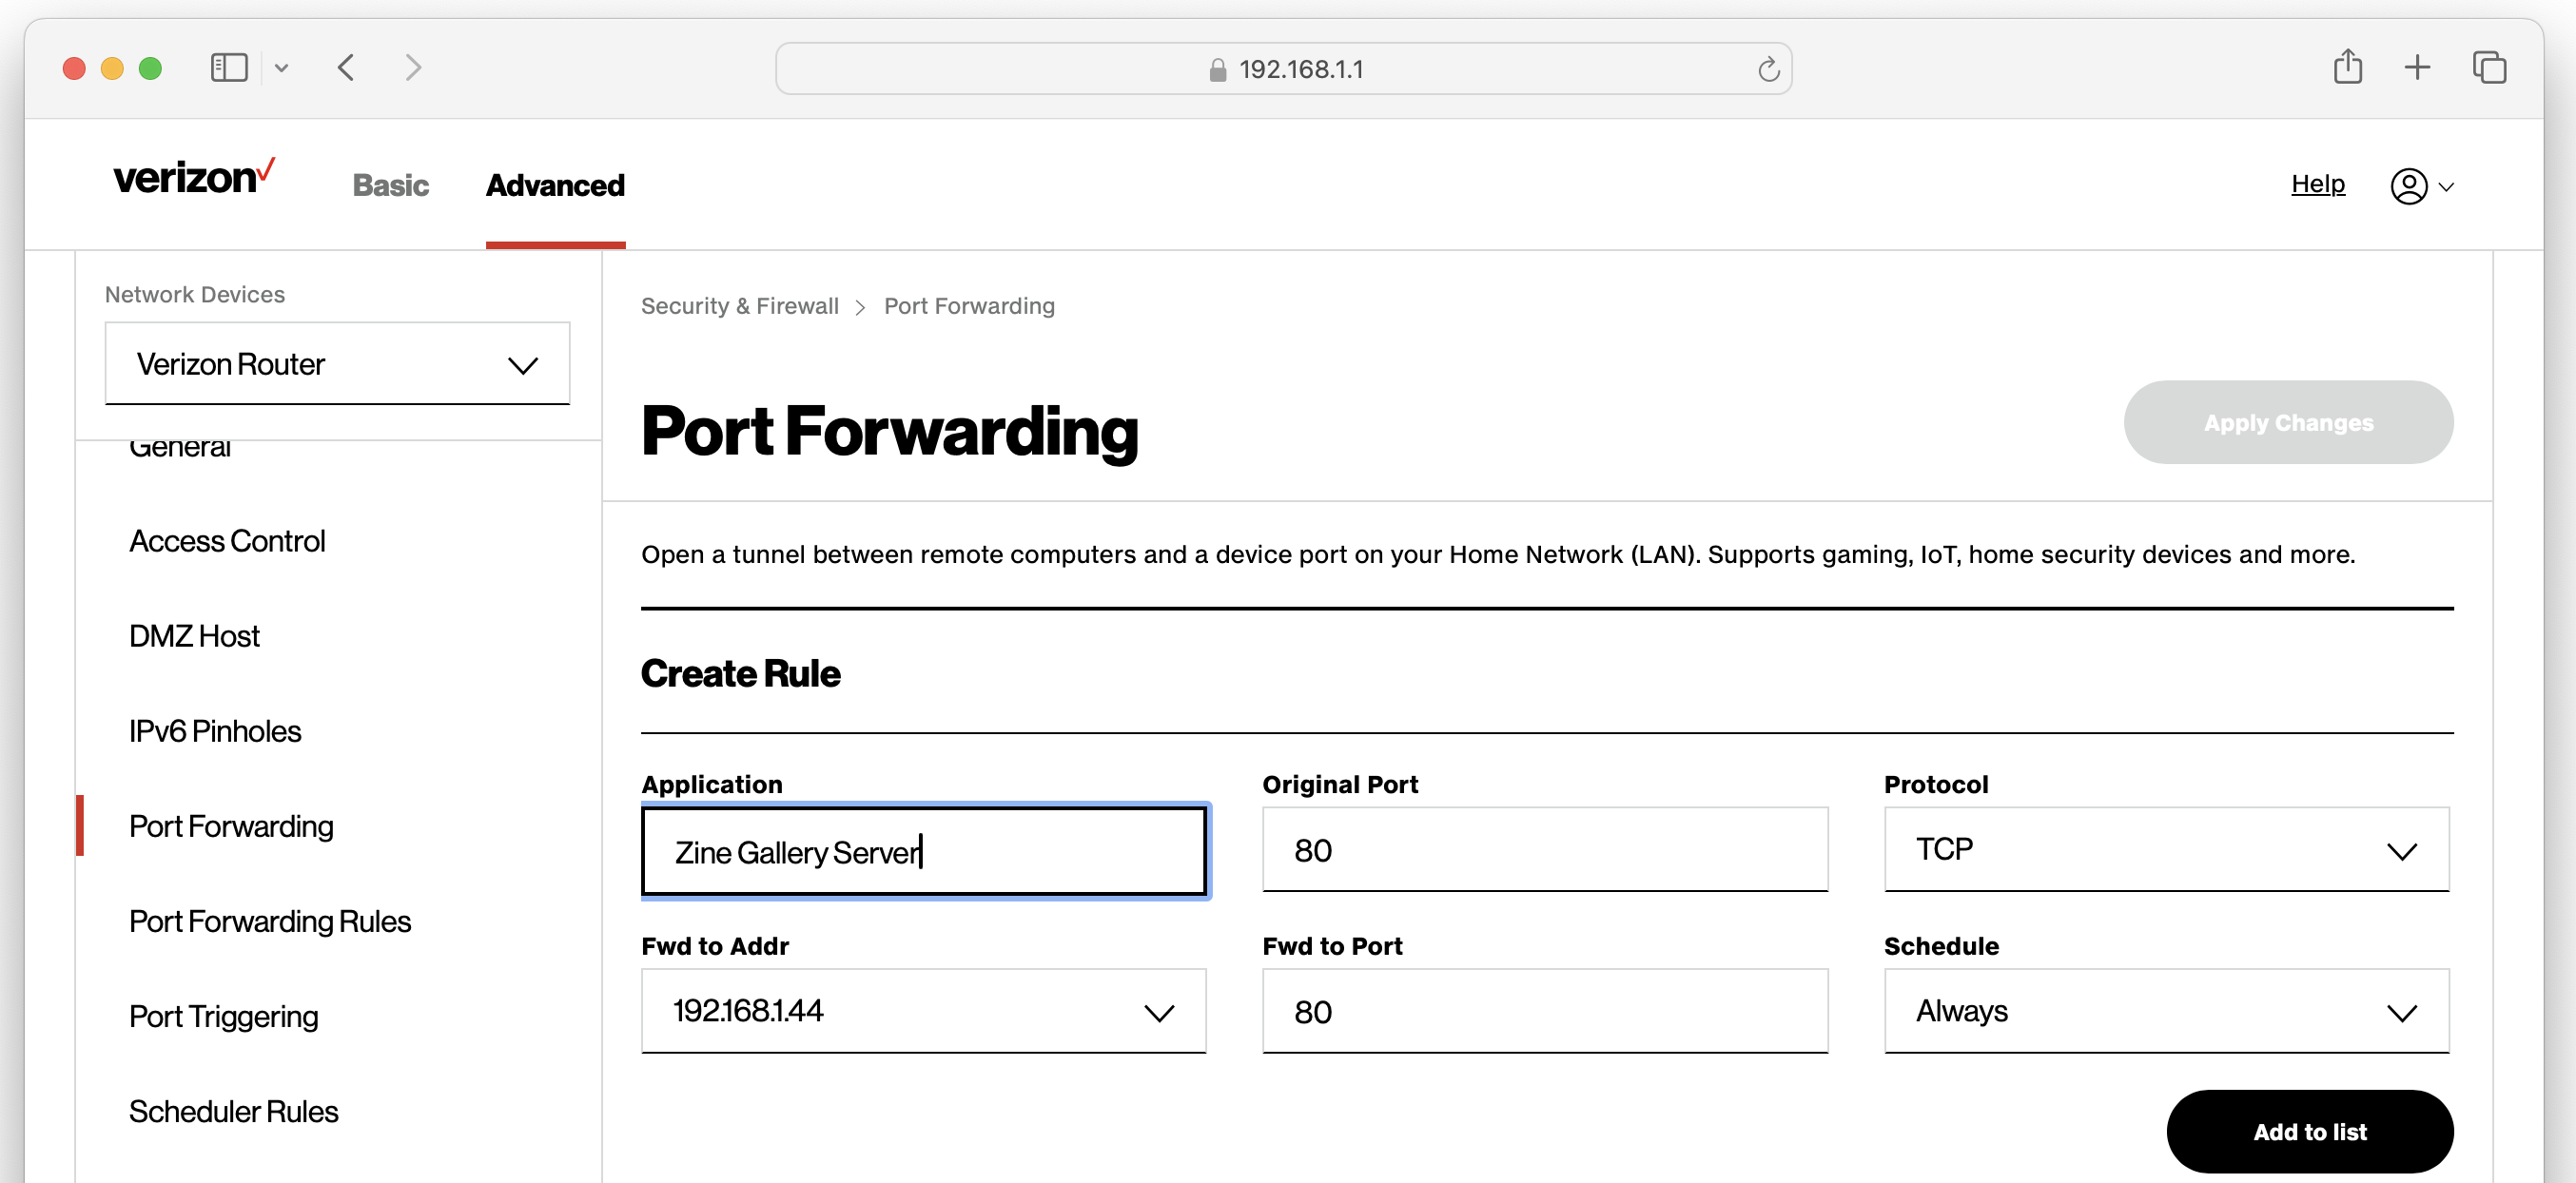 192.168.1.1
verizon
Basic
Advanced
Help
Network Devices
Verizon Router
General
Access Control
DMZ Host
IPv6 Pinholes
Port Forwarding
Port Forwarding Rules
Port Triggering
Scheduler Rules
Security & Firewall > Port Forwarding
Port Forwarding
Apply Changes
Open a tunnel between remote computers and a device port on your Home Network (LAN). Supports gaming, IoT, home security devices and more.
Create Rule
Application
Zine Gallery Server
Original Port
80
Protocol
TCP
Fwd to Addr
192.168.1.44
Fwd to Port
80
Schedule
Always
Add to list